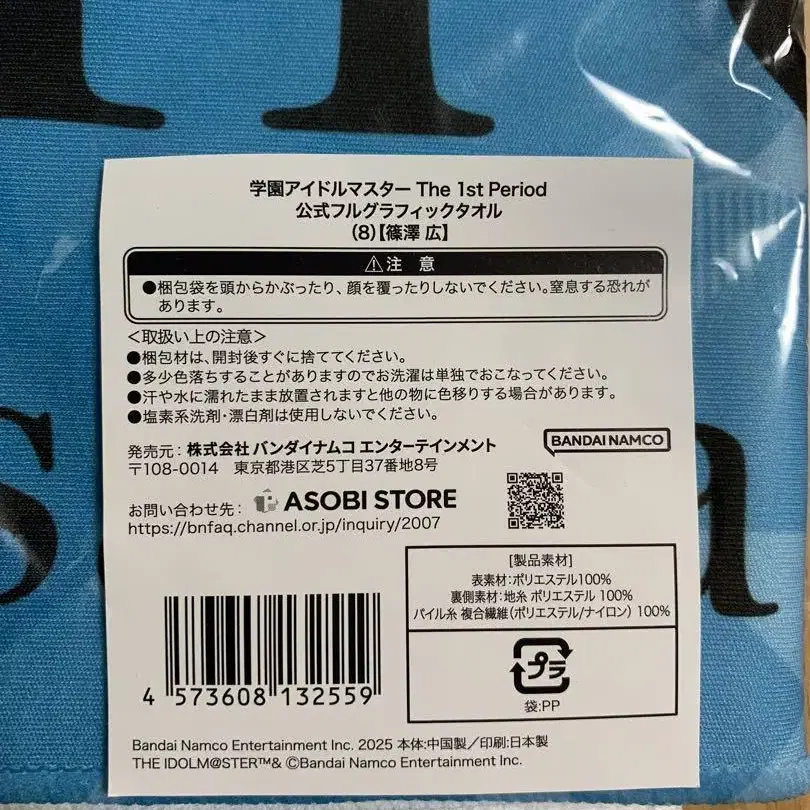 学園アイドルマスター The 1st Period
公式フルグラフィックタオル
(8)【篠澤 広】
⚠注 意
●梱包袋を頭からかぶったり、顔を覆ったりしないでください。窒息する恐れが
あります。
＜取扱い上の注意＞
●梱包材は、開封後すぐに捨ててください。
●多少色落ちすることがありますのでお洗濯は単独でおこなってください。
●汗や水に濡れたまま放置されますと他の物に色移りする場合があります。
●塩素系洗剤・漂白剤は使用しないでください。
発売元：株式会社 バンダイナムコ エンターテインメント
〒108-0014 東京都港区芝5丁目37番地8号
BANDAI NAMCO
お問い合わせ先： ASOBI STORE
https://bnfaq.channel.or.jp/inquiry/2007
[製品素材]
表素材：ポリエステル100%
裏側素材：地糸 ポリエステル 100%
パイル糸 複合繊維（ポリエステル/ナイロン） 100%
プラ
袋:PP
4 573608 132559
Bandai Namco Entertainment Inc. 2025 本体:中国製／印刷:日本製
THE IDOLM@STER™& ©Bandai Namco Entertainment Inc.